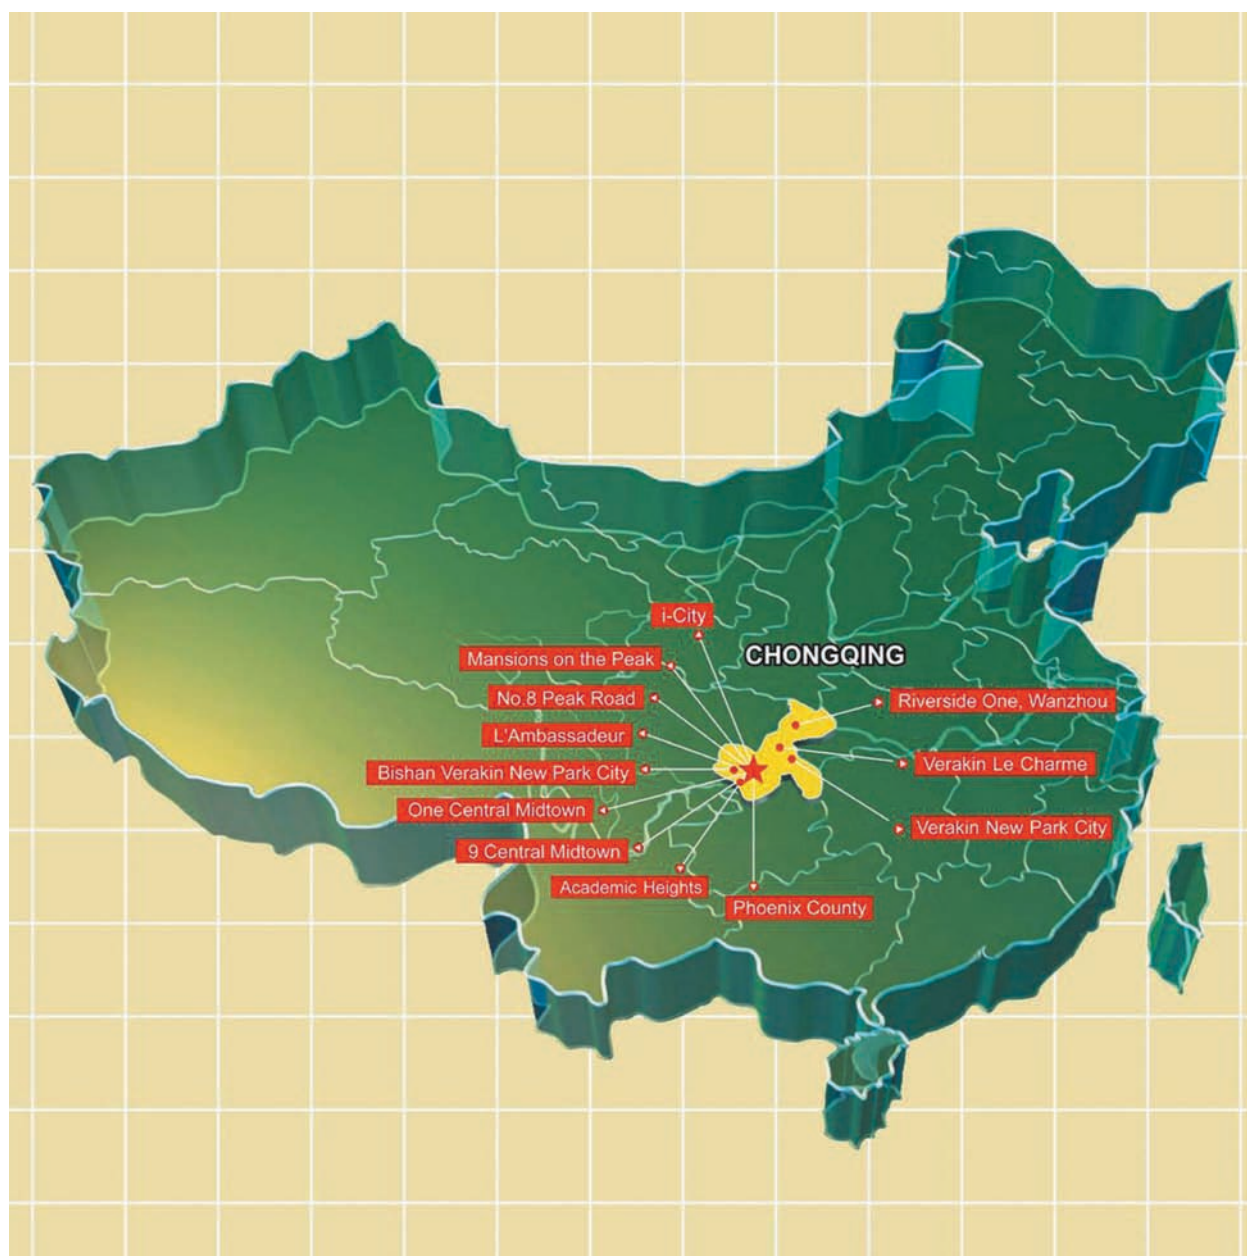 i-City
CHONGQING
Mansions on the Peak
No.8 Peak Road
Riverside One, Wanzhou
L'Ambassadeur
Bishan Verakin New Park City
Verakin Le Charme
One Central Midtown
Verakin New Park City
9 Central Midtown
Academic Heights
Phoenix County